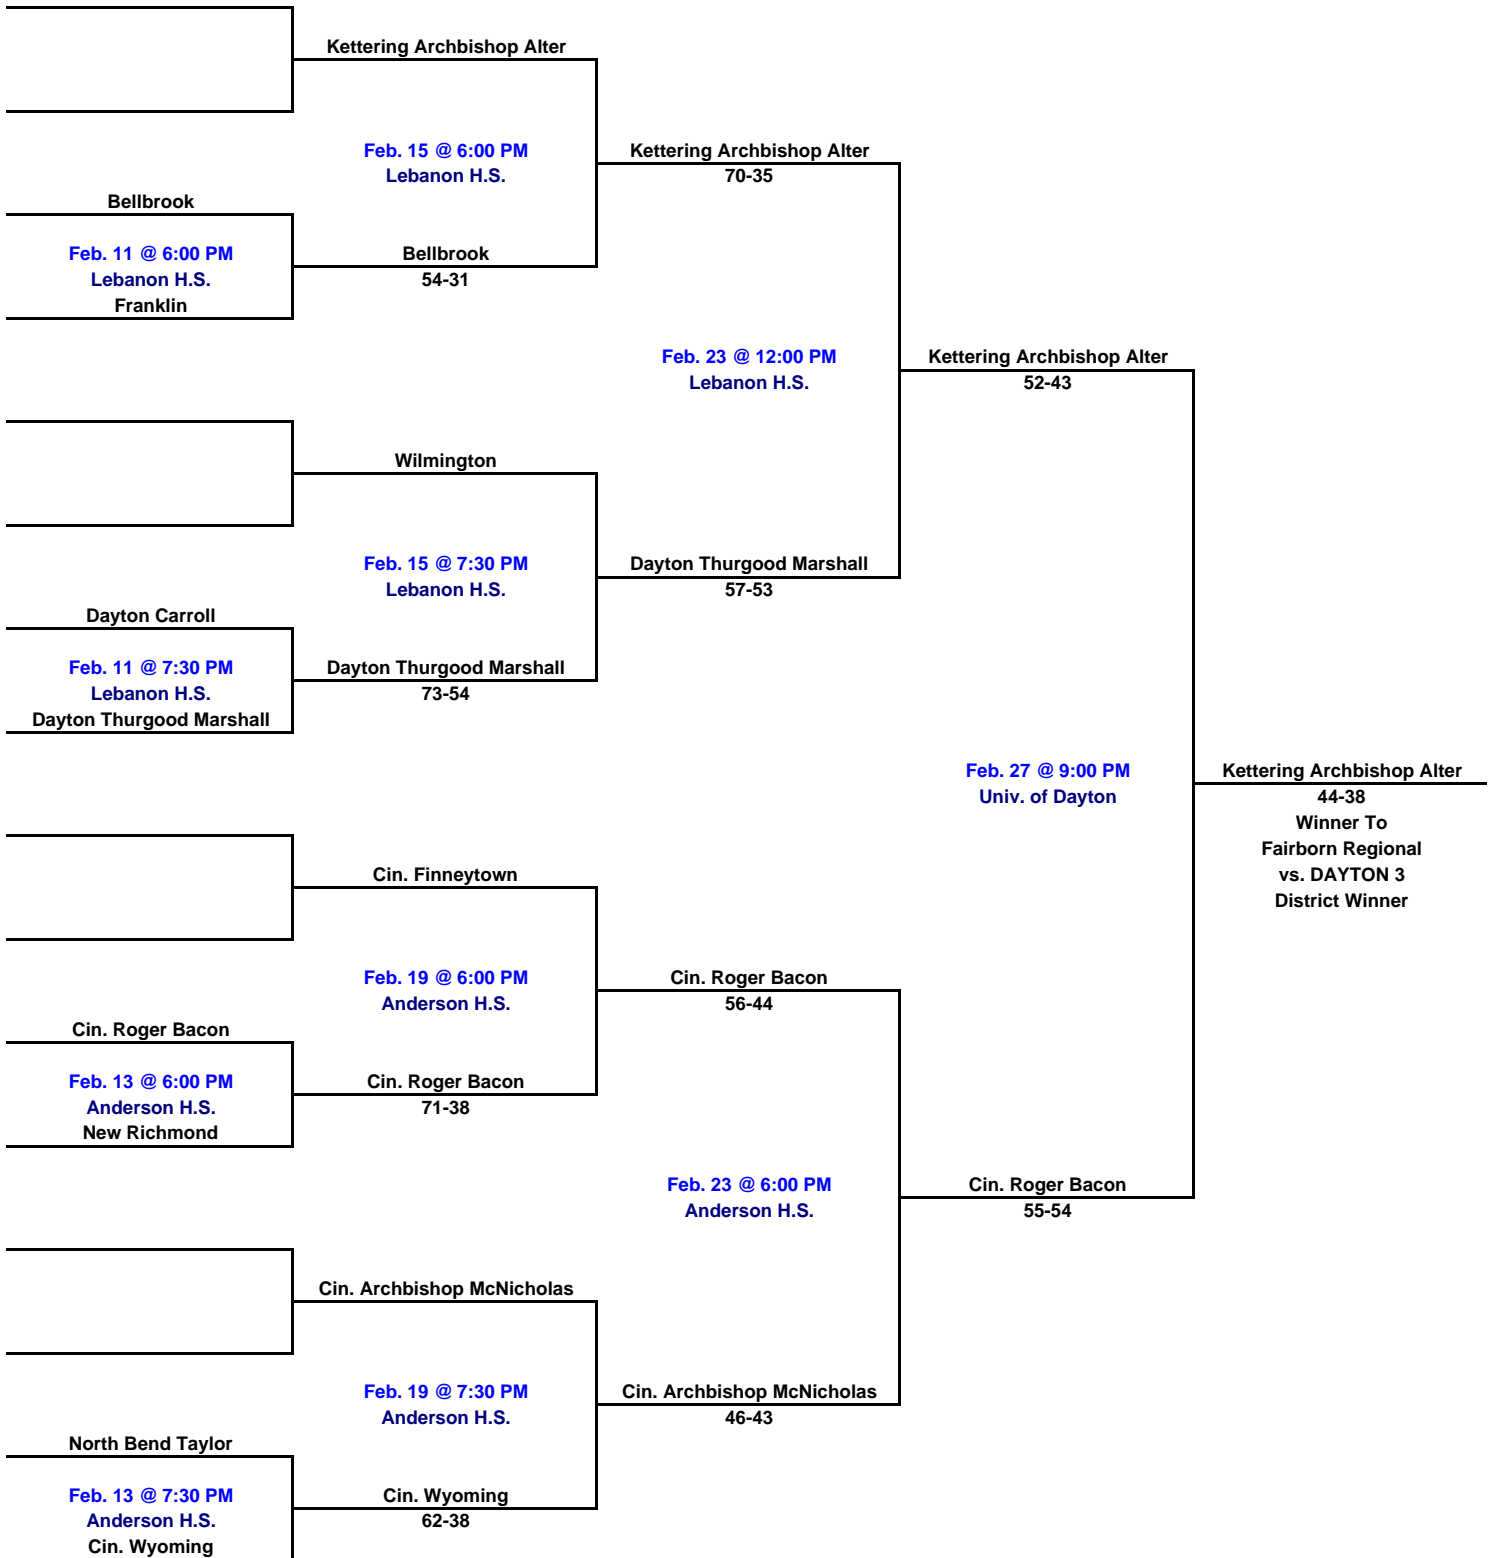 Kettering Archbishop Alter
Feb. 15 @ 6:00 PM
Lebanon H.S.
Kettering Archbishop Alter
70-35
Bellbrook
Feb. 11 @ 6:00 PM
Lebanon H.S.
Franklin
Bellbrook
54-31
Feb. 23 @ 12:00 PM
Lebanon H.S.
Kettering Archbishop Alter
52-43
Wilmington
Feb. 15 @ 7:30 PM
Lebanon H.S.
Dayton Thurgood Marshall
57-53
Dayton Carroll
Feb. 11 @ 7:30 PM
Lebanon H.S.
Dayton Thurgood Marshall
Dayton Thurgood Marshall
73-54
Feb. 27 @ 9:00 PM
Univ. of Dayton
Kettering Archbishop Alter
44-38
Winner To
Fairborn Regional
vs. DAYTON 3
District Winner
Cin. Finneytown
Feb. 19 @ 6:00 PM
Anderson H.S.
Cin. Roger Bacon
56-44
Cin. Roger Bacon
Feb. 13 @ 6:00 PM
Anderson H.S.
New Richmond
Cin. Roger Bacon
71-38
Feb. 23 @ 6:00 PM
Anderson H.S.
Cin. Roger Bacon
55-54
Cin. Archbishop McNicholas
Feb. 19 @ 7:30 PM
Anderson H.S.
Cin. Archbishop McNicholas
46-43
North Bend Taylor
Feb. 13 @ 7:30 PM
Anderson H.S.
Cin. Wyoming
Cin. Wyoming
62-38